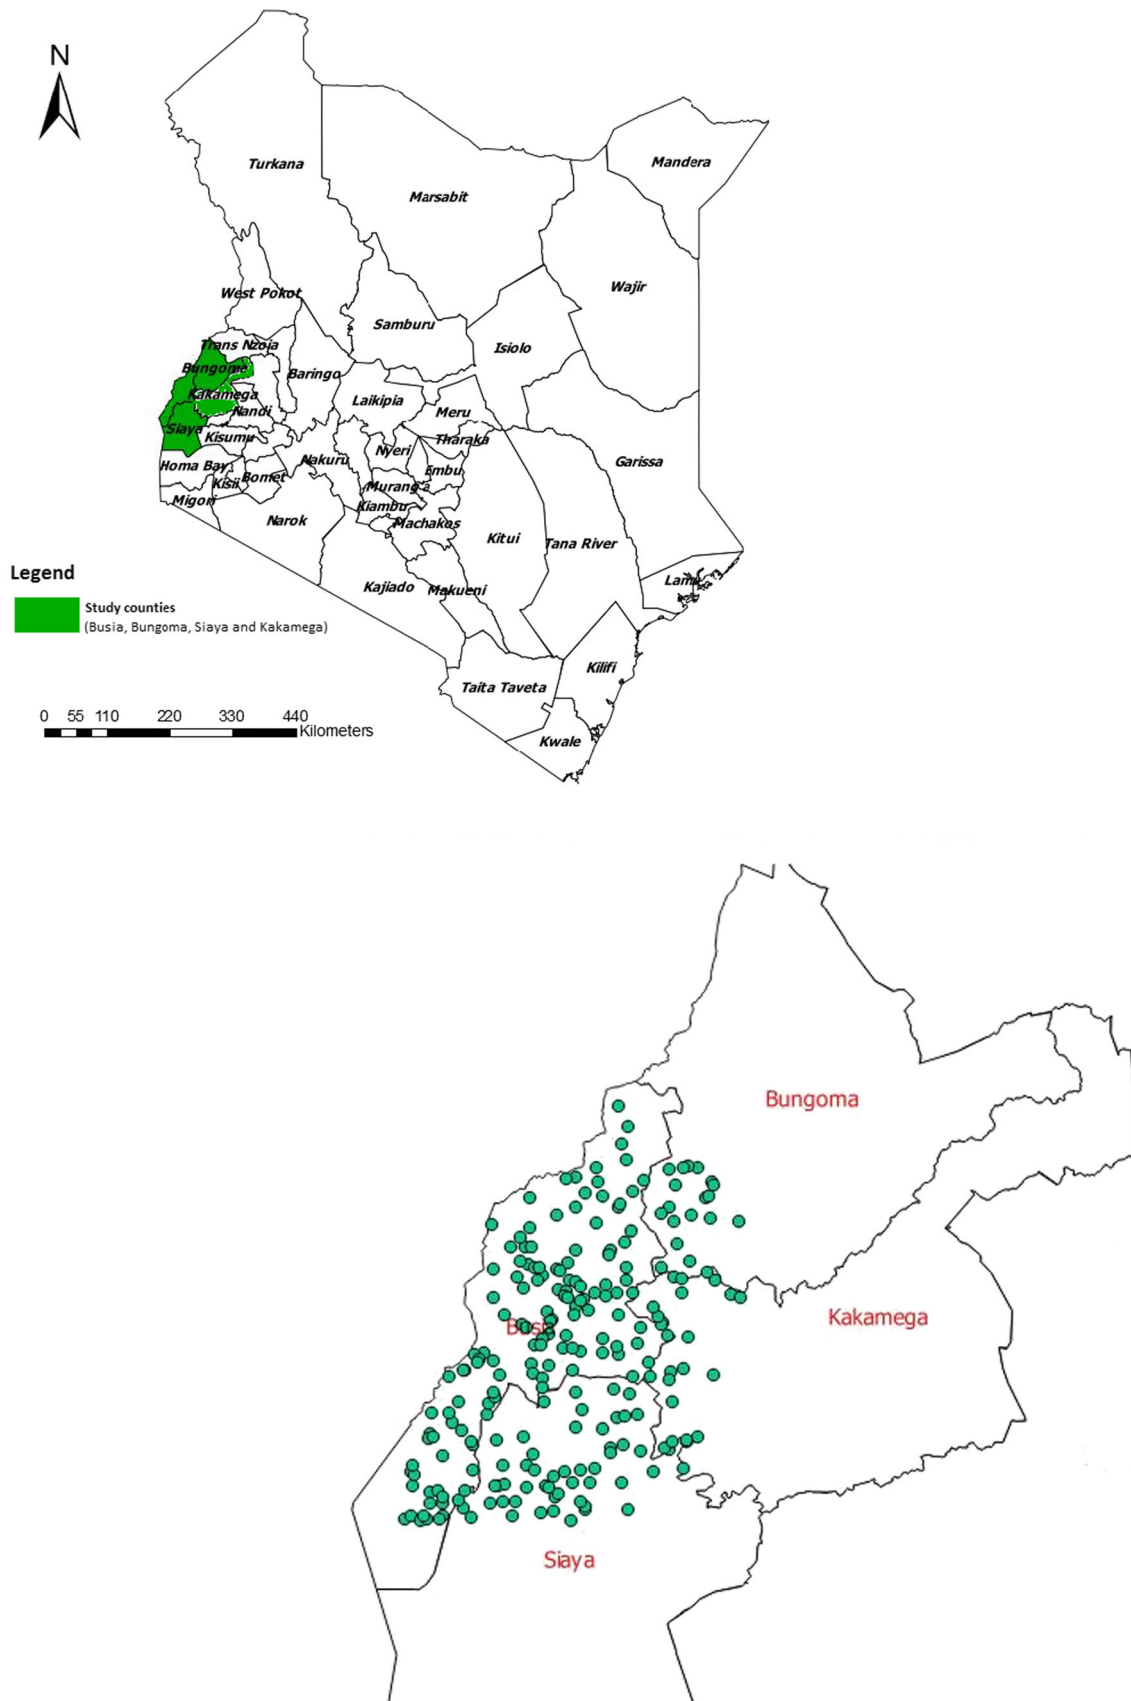 N
Turkana
Mandera
Marsabit
Wajir
West Pokot
Samburu
Trans Nzoia
Isiolo
Bungoma
Baringo
Kakamega
Laikipia
Nandi
Meru
Siaya
Kisumu
Tharaka
Nyeri
Homa Bay
Nakuru
Garissa
Embu
Kisii
Bomet
Murang'a
Migori
Kiambu
Narok
Machakos
Kitui
Tana River
Legend
Kajiado
Makueni
Lamu
Study counties
(Busia, Bungoma, Siaya and Kakamega)
Kilifi
Taita Taveta
0 55 110 220 330 440
Kilometers
Kwale
Bungoma
Kakamega
Busia
Siaya